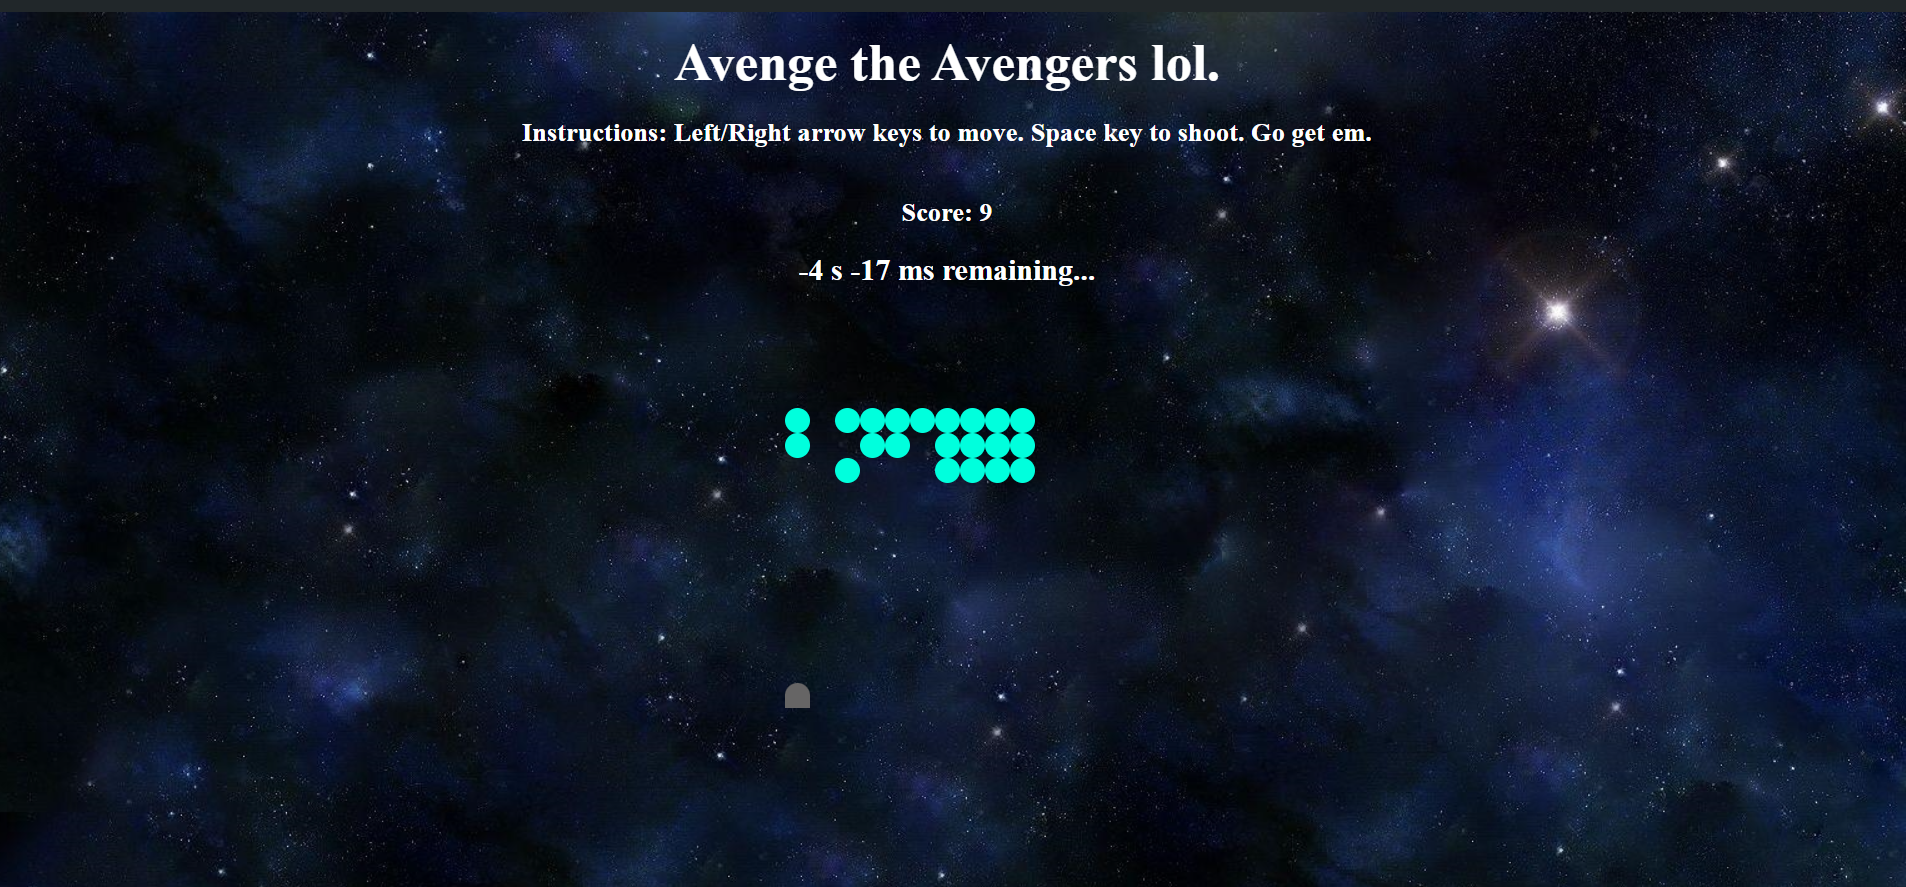 Avenge the Avengers lol.
Instructions: Left/Right arrow keys to move. Space key to shoot. Go get em.
Score: 9
-4 s -17 ms remaining...